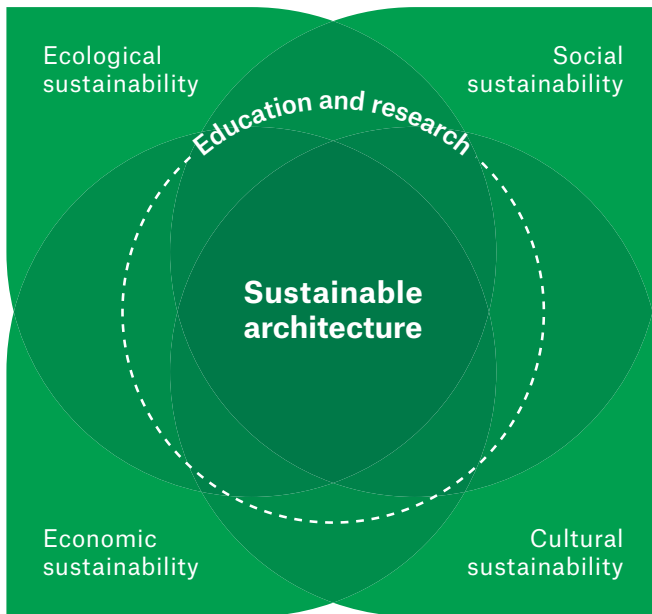 Ecological
sustainability
Social
sustainability
Education and research
Sustainable
architecture
Economic
sustainability
Cultural
sustainability